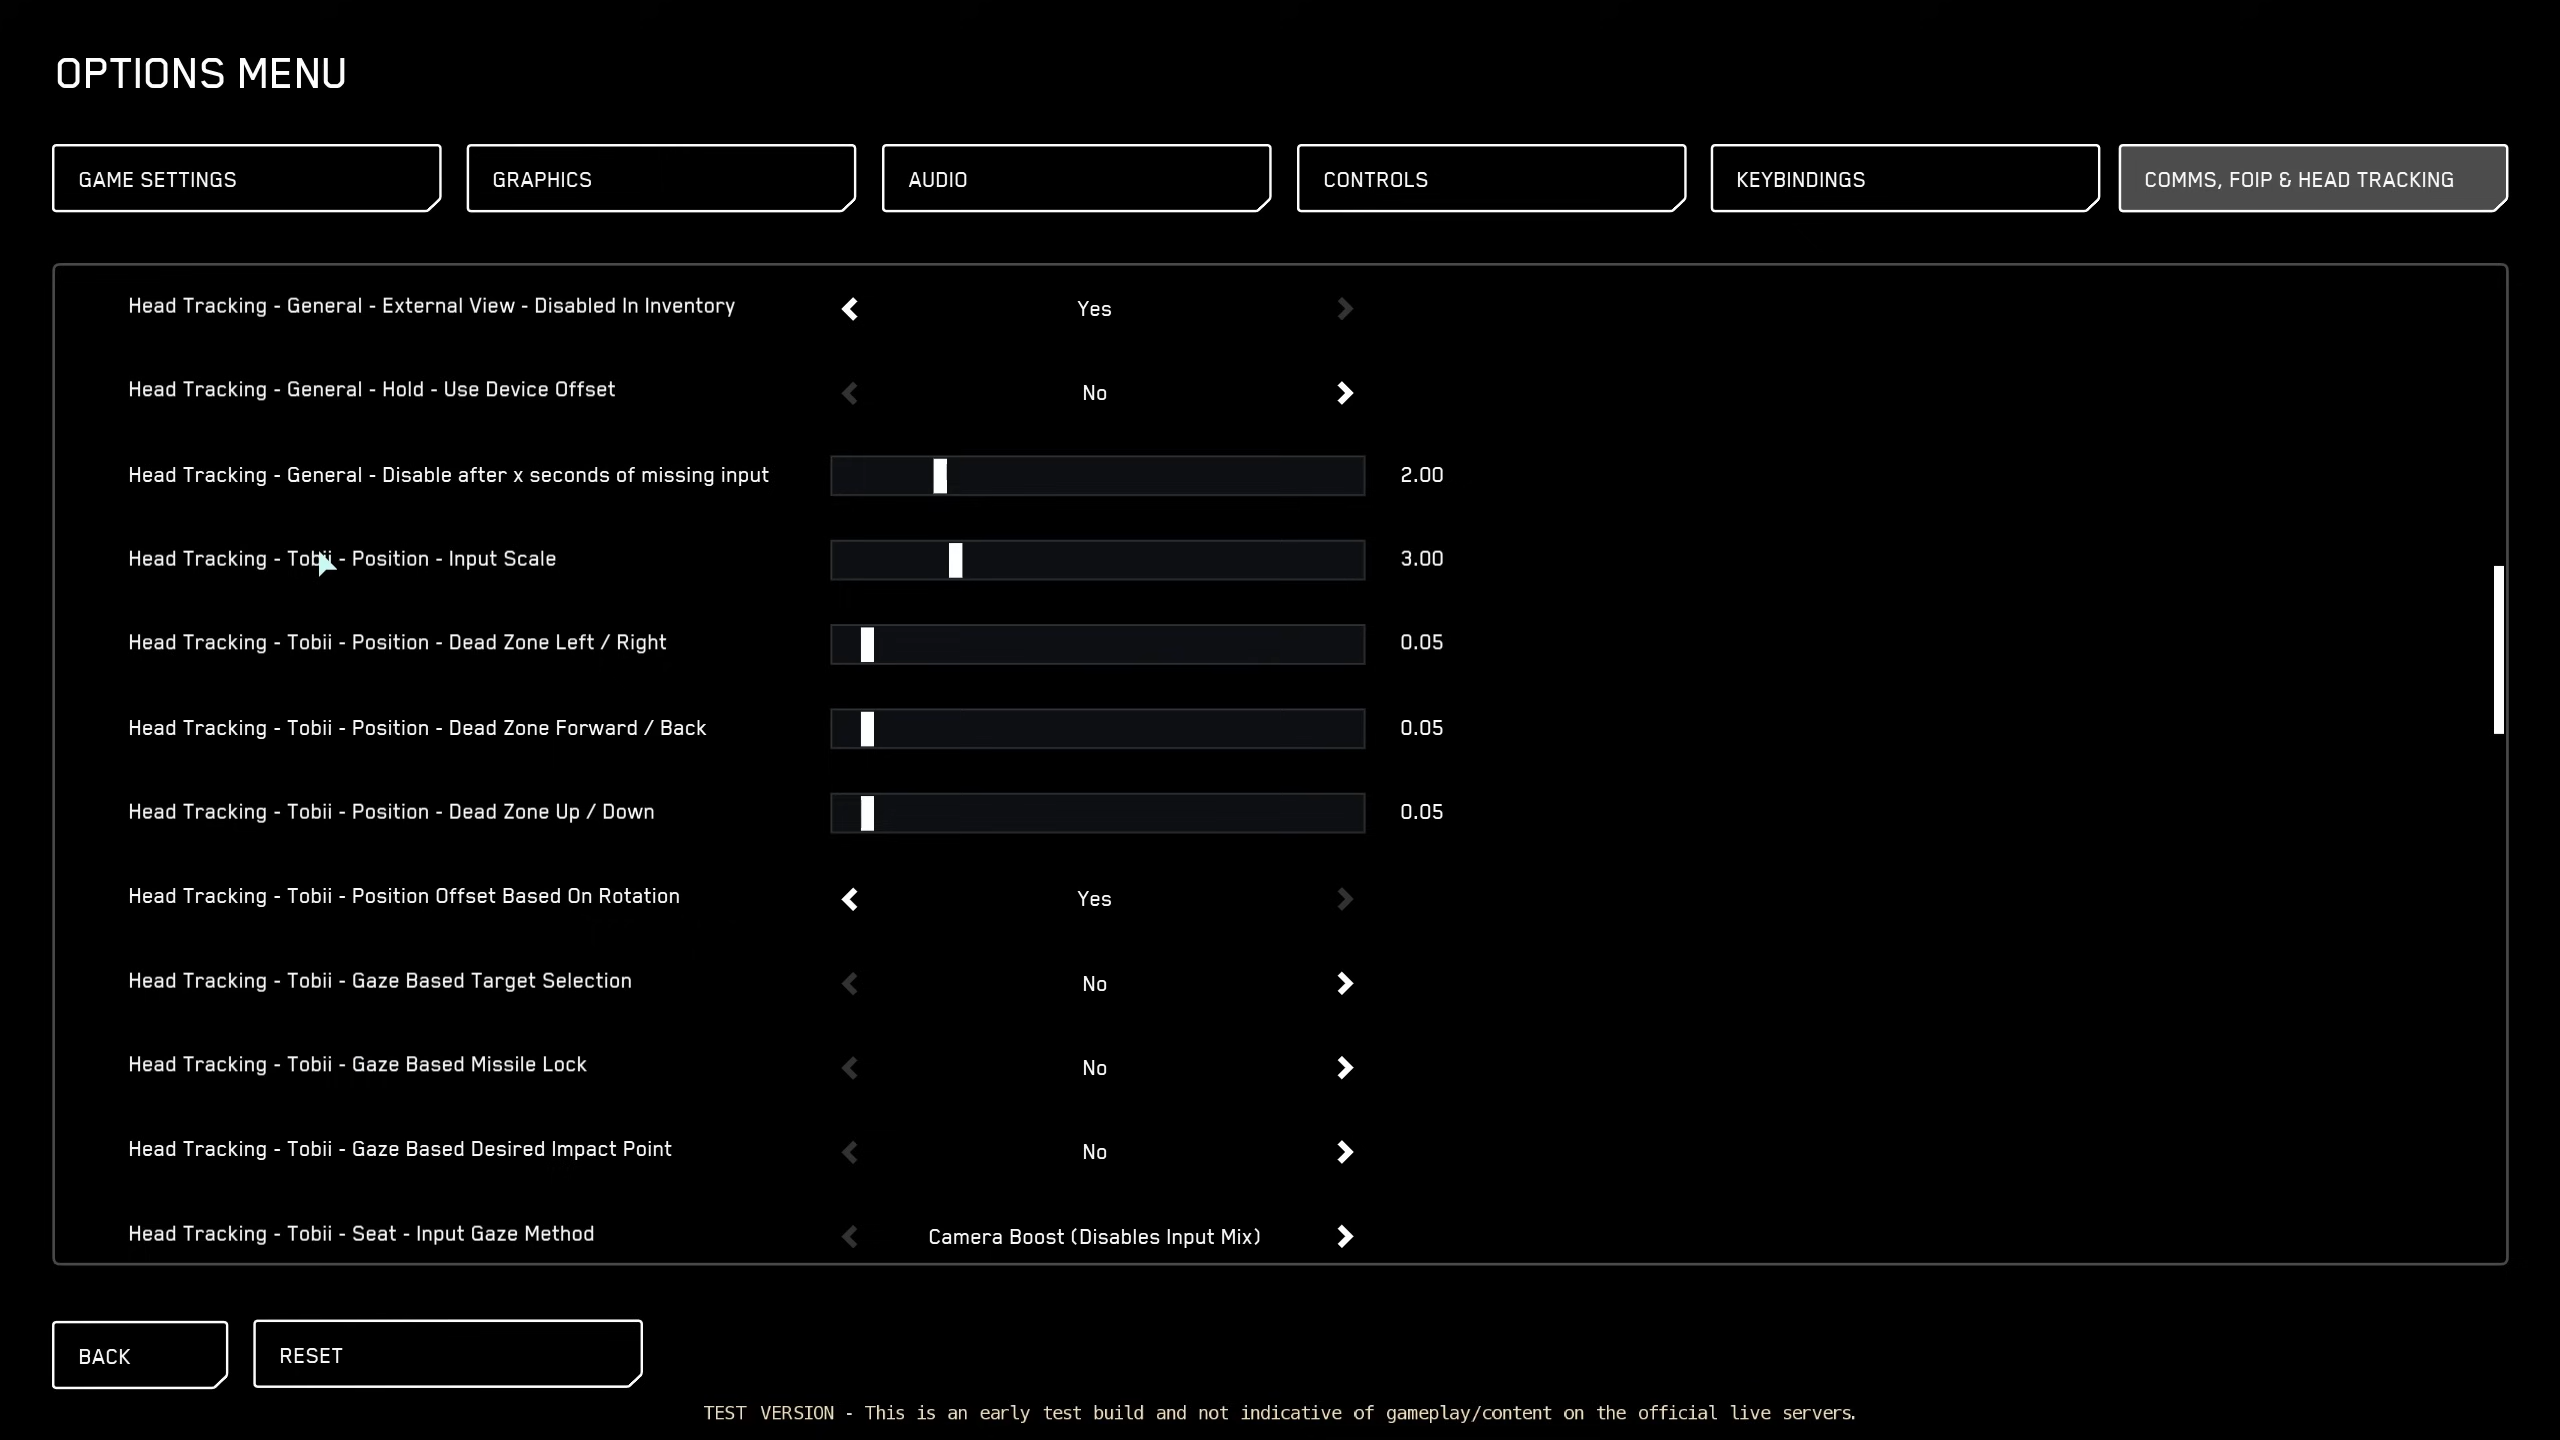 OPTIONS MENU
GAME SETTINGS
GRAPHICS
AUDIO
CONTROLS
KEYBINDINGS
COMMS, FOIP & HEAD TRACKING
Head Tracking - General - External View - Disabled In Inventory
Yes
Head Tracking - General - Hold - Use Device Offset
No
Head Tracking - General - Disable after x seconds of missing input
2.00
Head Tracking - Tobii - Position - Input Scale
3.00
Head Tracking - Tobii - Position - Dead Zone Left / Right
0.05
Head Tracking - Tobii - Position - Dead Zone Forward / Back
0.05
Head Tracking - Tobii - Position - Dead Zone Up / Down
0.05
Head Tracking - Tobii - Position Offset Based On Rotation
Yes
Head Tracking - Tobii - Gaze Based Target Selection
No
Head Tracking - Tobii - Gaze Based Missile Lock
No
Head Tracking - Tobii - Gaze Based Desired Impact Point
No
Head Tracking - Tobii - Seat - Input Gaze Method
Camera Boost (Disables Input Mix)
BACK
RESET
TEST VERSION - This is an early test build and not indicative of gameplay/content on the official live servers.